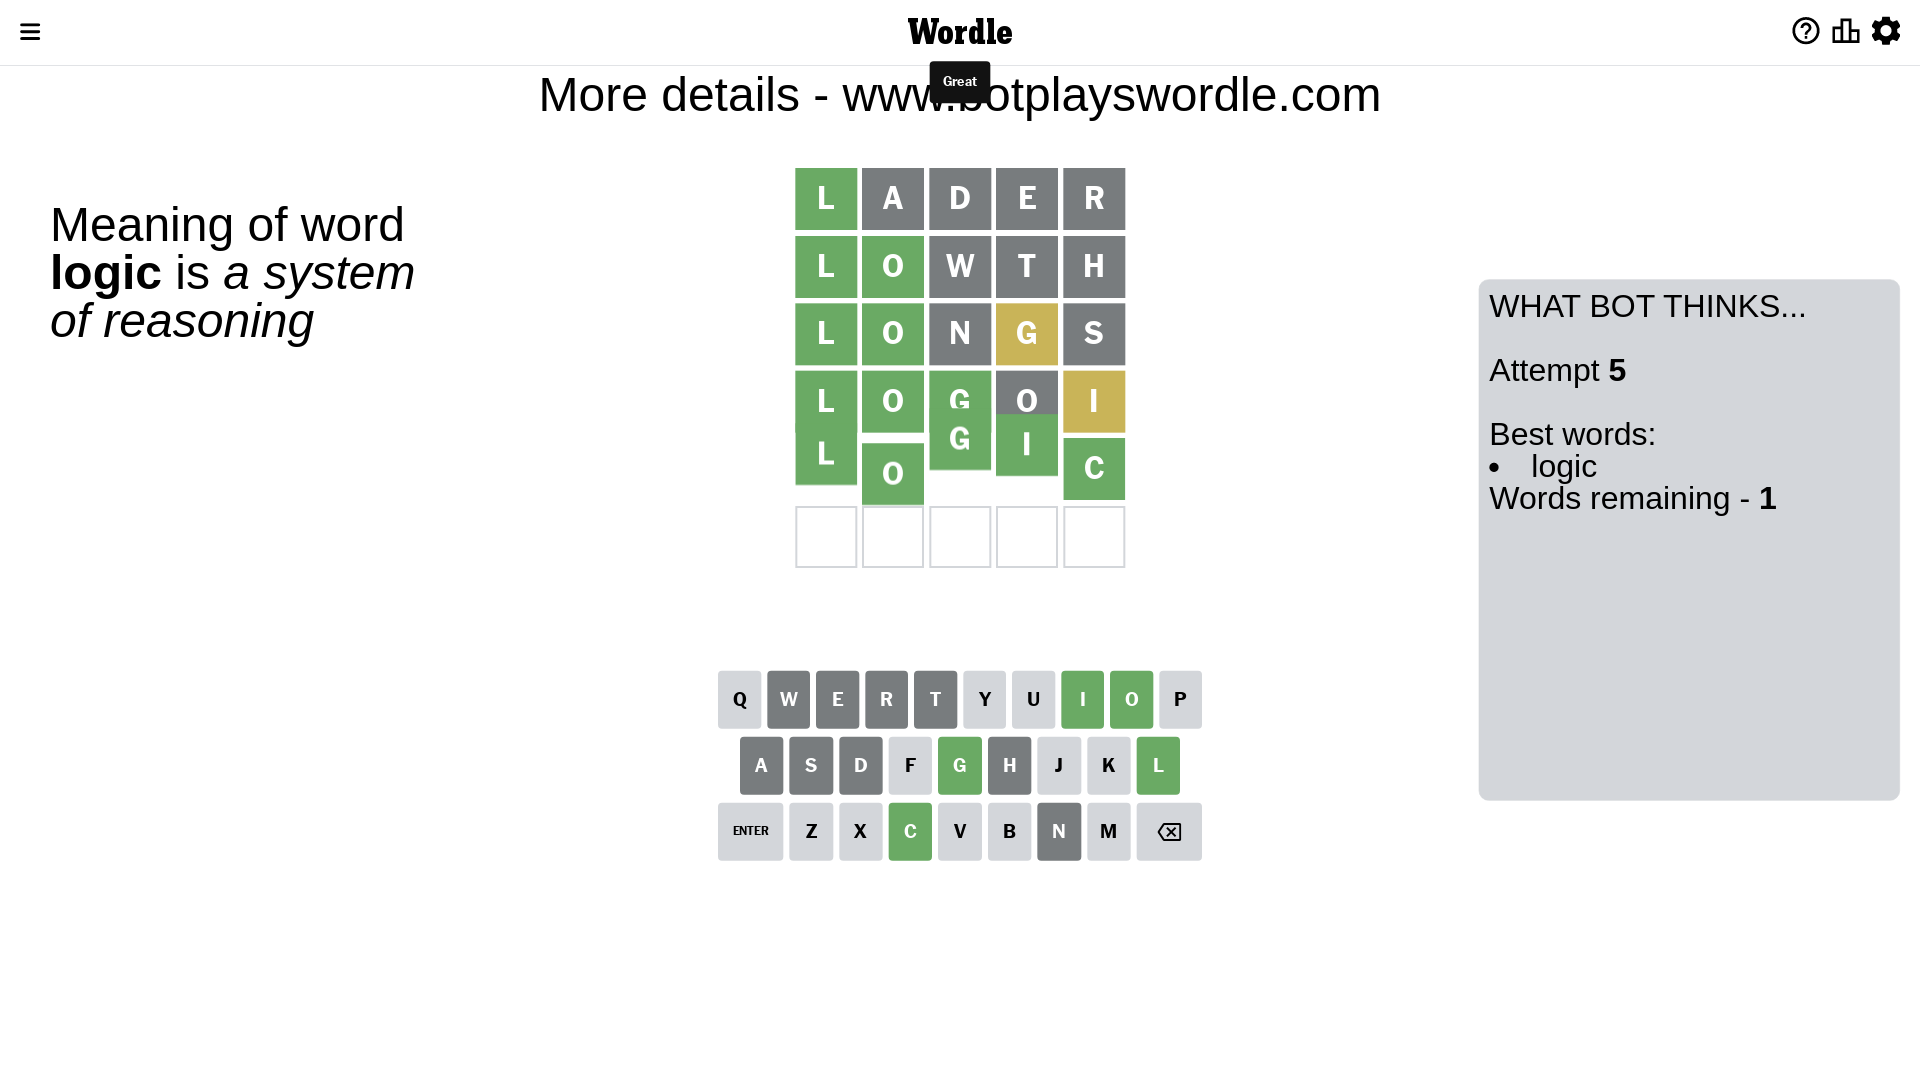 Wordle
Great
More details - www.botplayswordle.com
Meaning of word
logic is a system
of reasoning
L A D E R
L O W T H
L O N G S
L O G O I
L O G I C
WHAT BOT THINKS...
Attempt 5
Best words:
• logic
Words remaining - 1
Q W E R T Y U I O P
A S D F G H J K L
ENTER Z X C V B N M